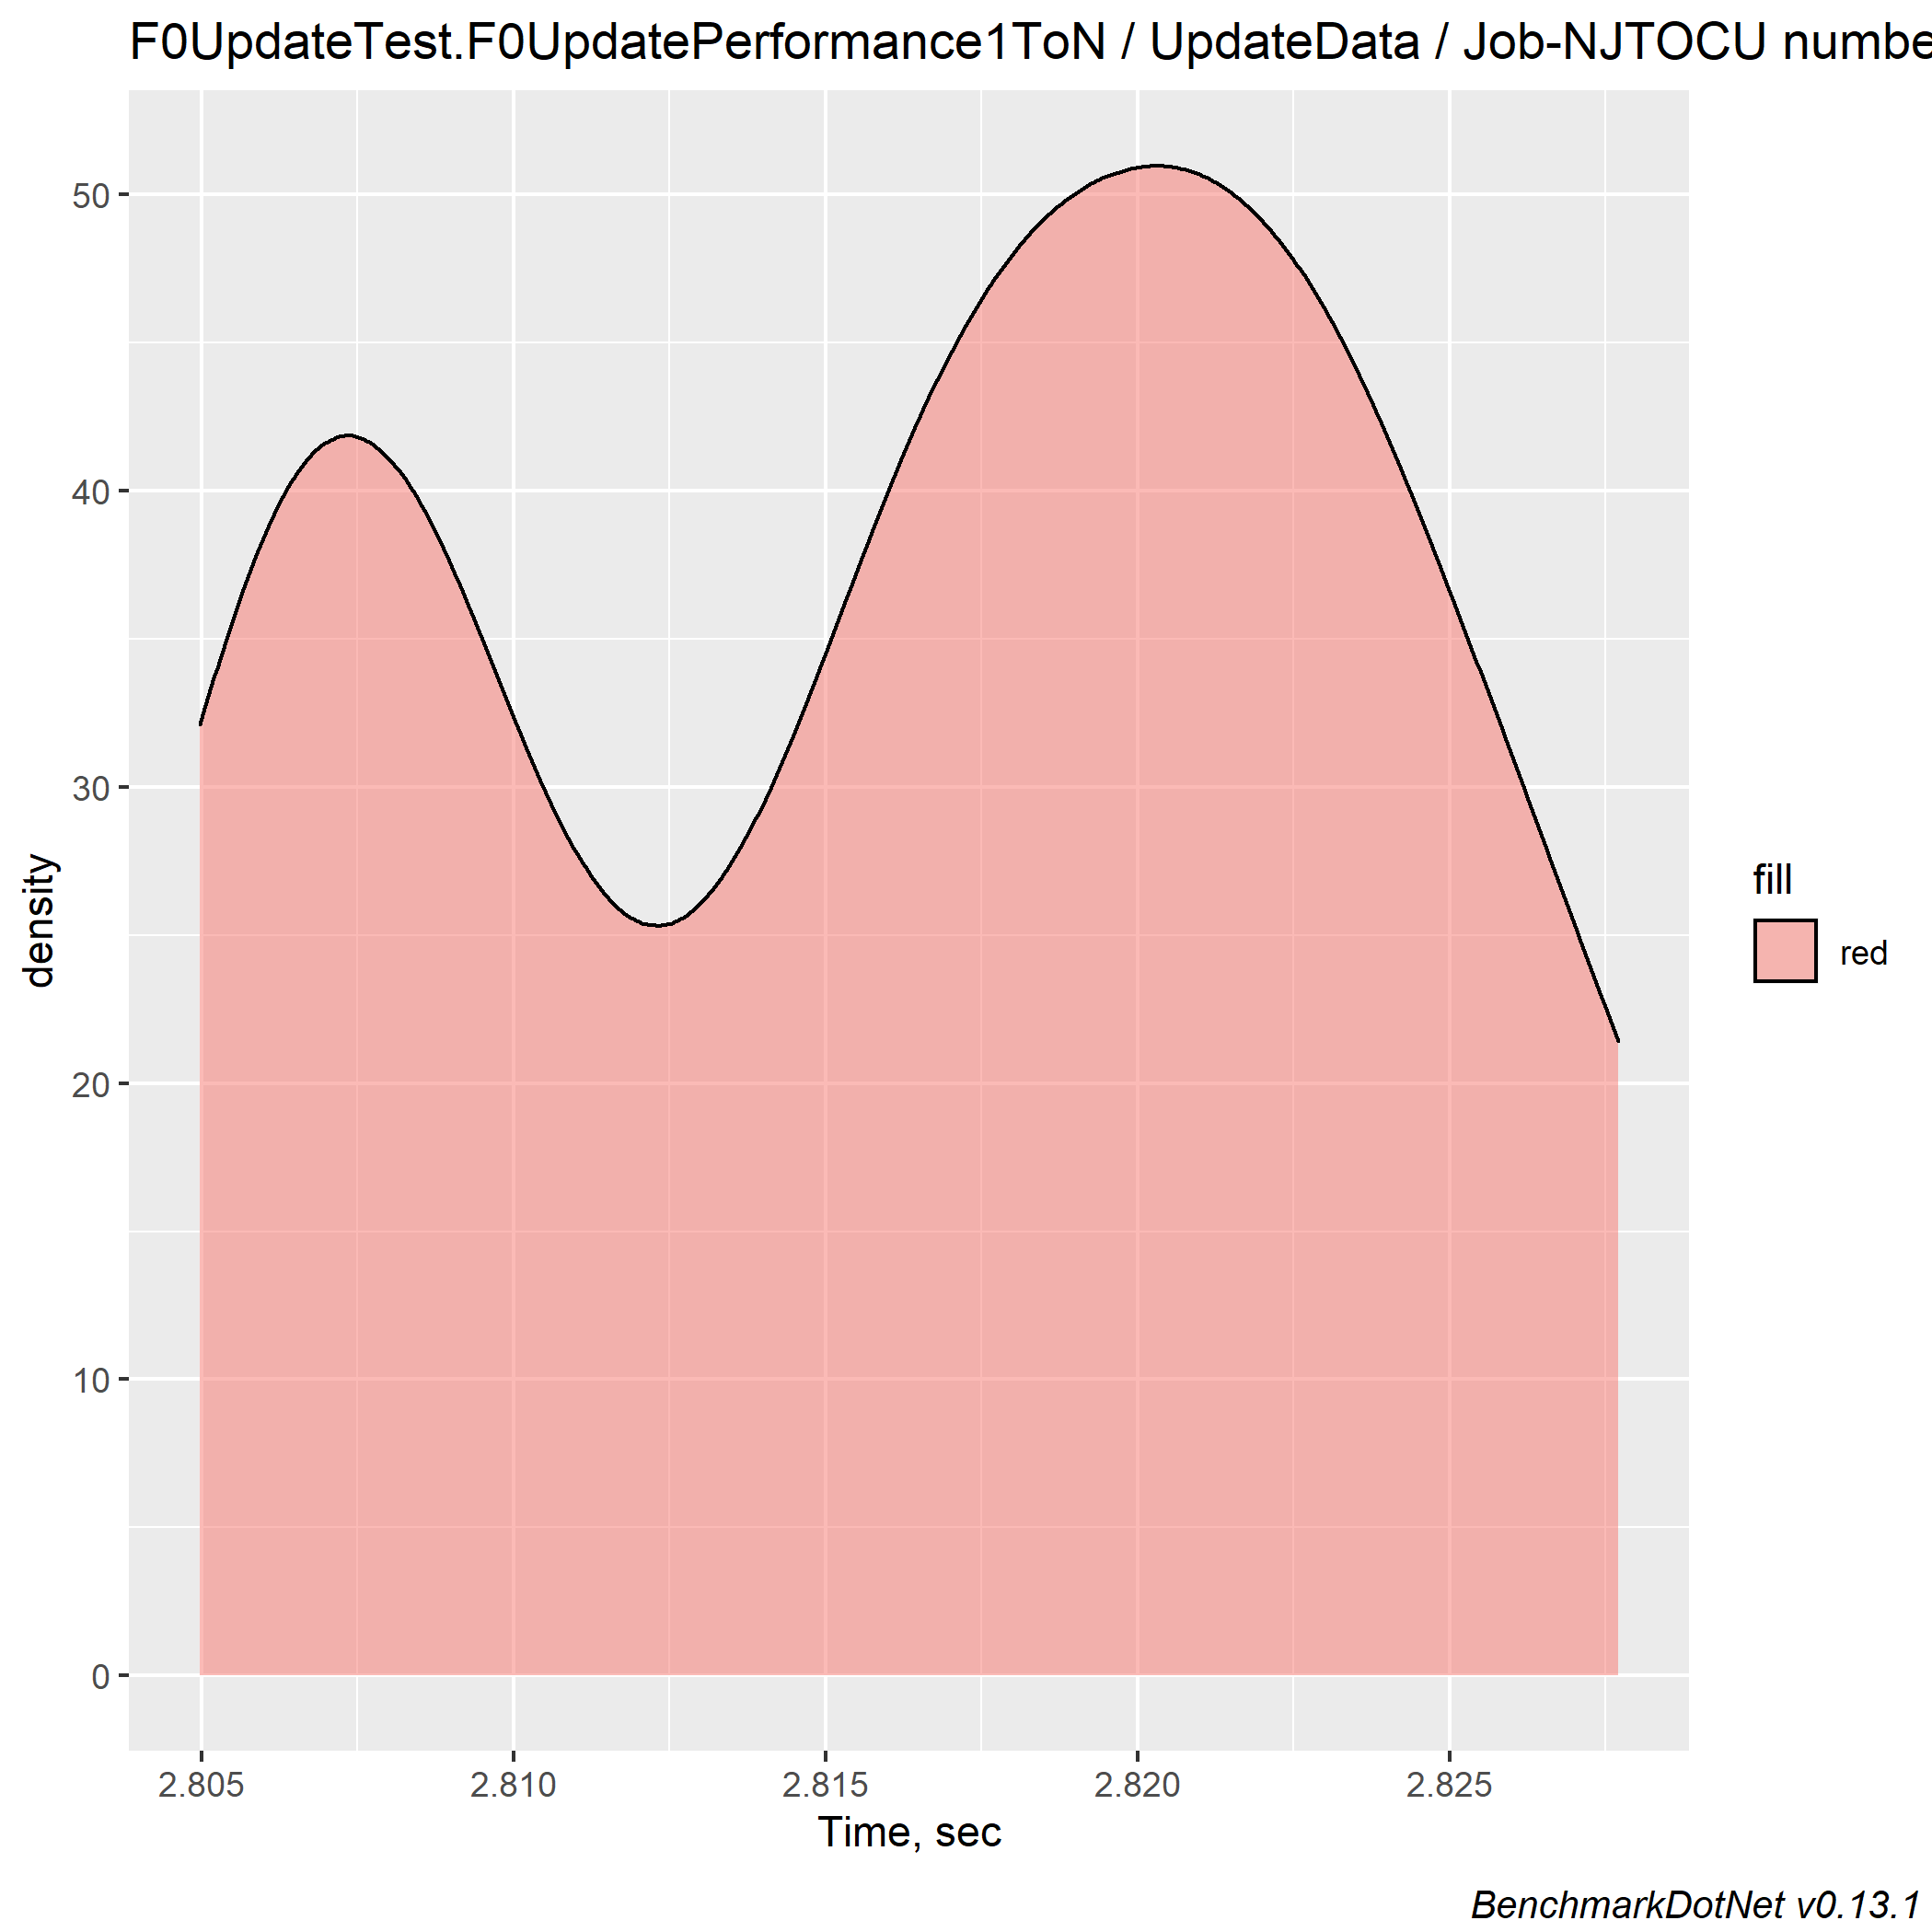 F0UpdateTest.F0UpdatePerformance1ToN / UpdateData / Job-NJTOCU numbe
50
40
30
20
10
0
density
2.805 2.810 2.815 2.820 2.825
Time, sec
fill
red
BenchmarkDotNet v0.13.1